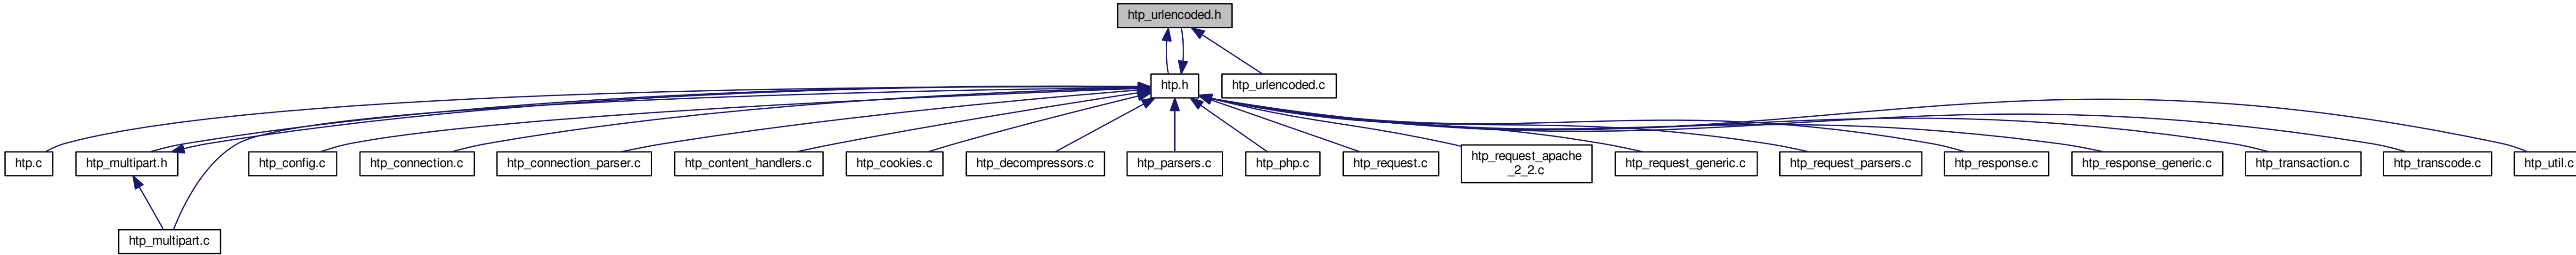 htp_urlencoded.h
htp.h
htp_urlencoded.c
htp.c
htp_multipart.h
htp_config.c
htp_connection.c
htp_connection_parser.c
htp_content_handlers.c
htp_cookies.c
htp_decompressors.c
htp_parsers.c
htp_php.c
htp_request.c
htp_request_apache
_2_2.c
htp_request_generic.c
htp_request_parsers.c
htp_response.c
htp_response_generic.c
htp_transaction.c
htp_transcode.c
htp_util.c
htp_multipart.c